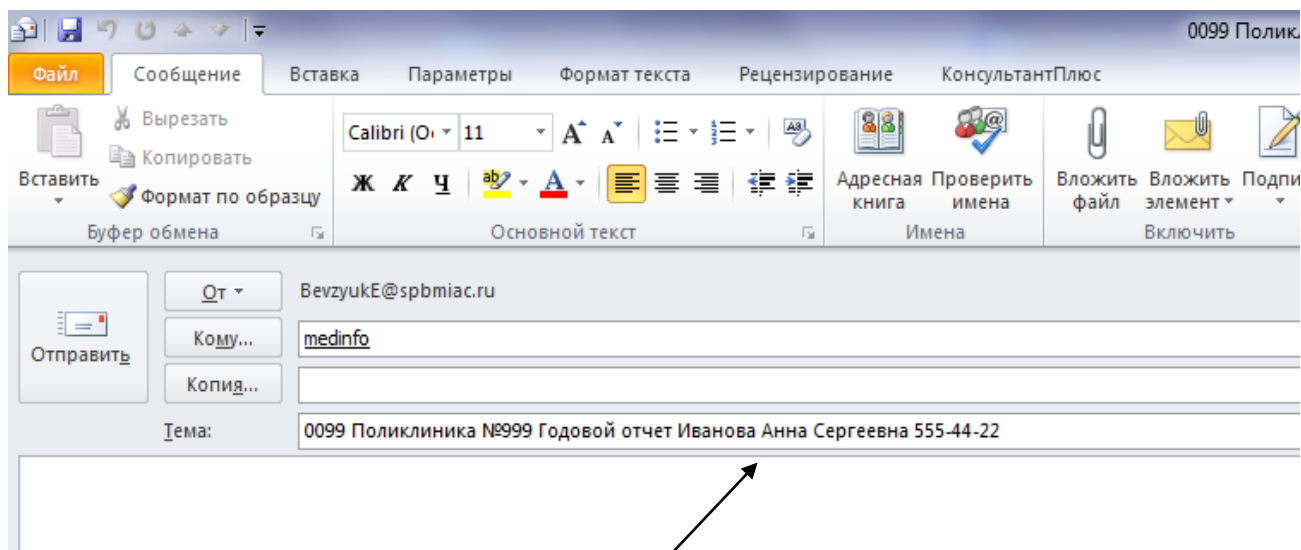 0099 Полик
Файл Сообщение Вставка Параметры Формат текста Рецензирование КонсультантПлюс
Вставить
Вырезать
Копировать
Формат по образцу
Буфер обмена
Calibri (О 11
Ж К Ч
Основной текст
Адресная книга
Проверить имена
Имена
Вложить файл
Вложить элемент
Подпи
Включить
Отправить
От BevzyukE@spbmiac.ru
Кому... medinfo
Копия...
Тема: 0099 Поликлиника №999 Годовой отчет Иванова Анна Сергеевна 555-44-22